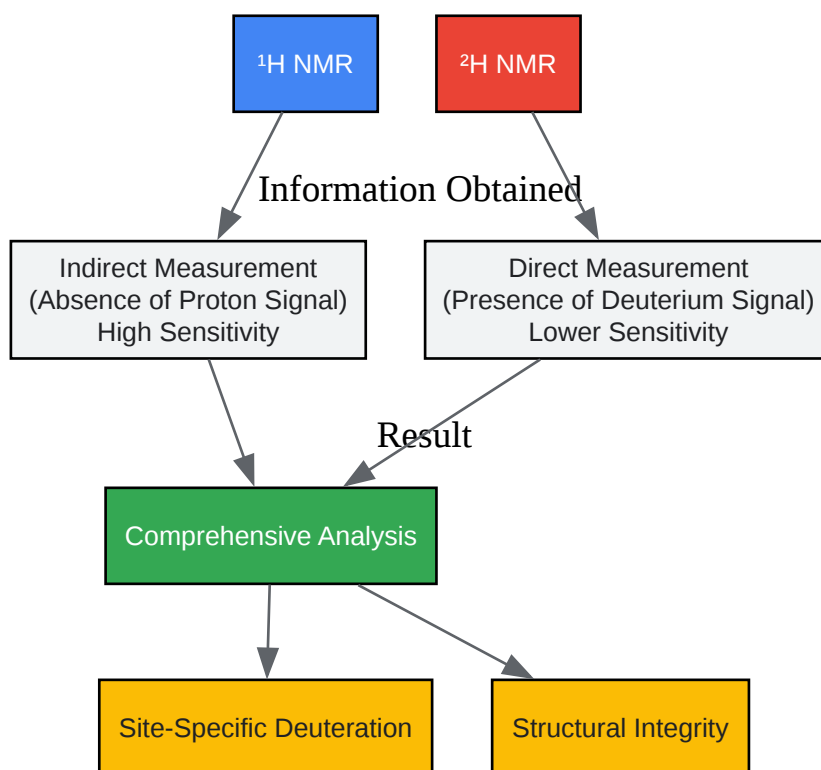 ¹H NMR
²H NMR
Information Obtained
Indirect Measurement
(Absence of Proton Signal)
High Sensitivity
Direct Measurement
(Presence of Deuterium Signal)
Lower Sensitivity
Result
Comprehensive Analysis
Site-Specific Deuteration
Structural Integrity